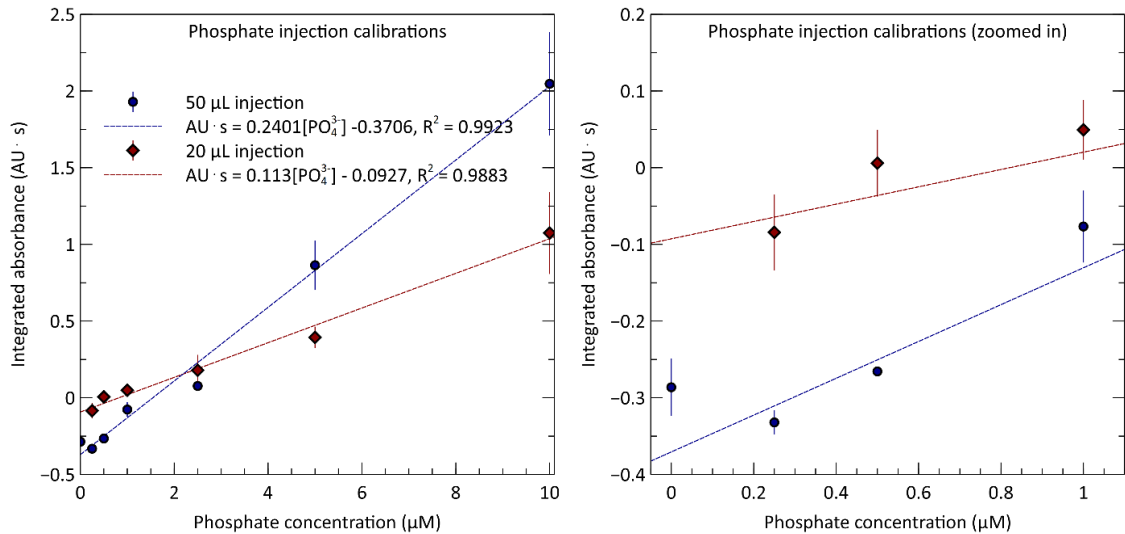 Phosphate injection calibrations
50 µL injection
AU · s = 0.2401[PO₄³⁻] -0.3706, R² = 0.9923
20 µL injection
AU · s = 0.113[PO₄³⁻] - 0.0927, R² = 0.9883
2.5
2
1.5
1
0.5
0
−0.5
Integrated absorbance (AU · s)
0
2
4
6
8
10
Phosphate concentration (µM)
Phosphate injection calibrations (zoomed in)
0.2
0.1
0
−0.1
−0.2
−0.3
−0.4
Integrated absorbance (AU · s)
0
0.2
0.4
0.6
0.8
1
Phosphate concentration (µM)